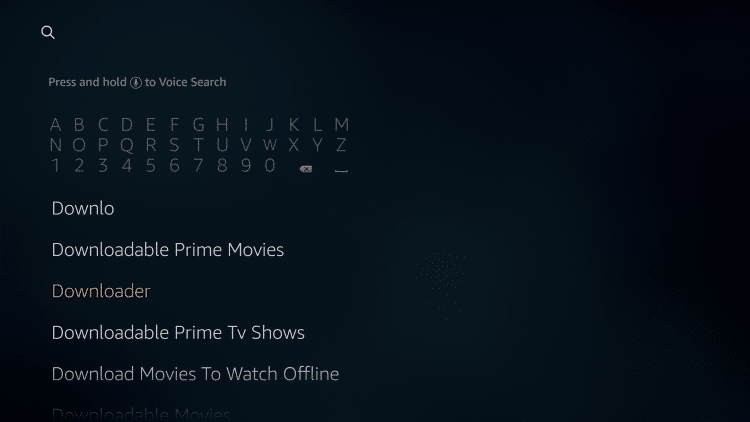 Press and hold to Voice Search
A B C D E F G H I J K L M
N O P Q R S T U V W X Y Z
1 2 3 4 5 6 7 8 9 0
Downlo
Downloadable Prime Movies
Downloader
Downloadable Prime Tv Shows
Download Movies To Watch Offline
Downloadable Movies